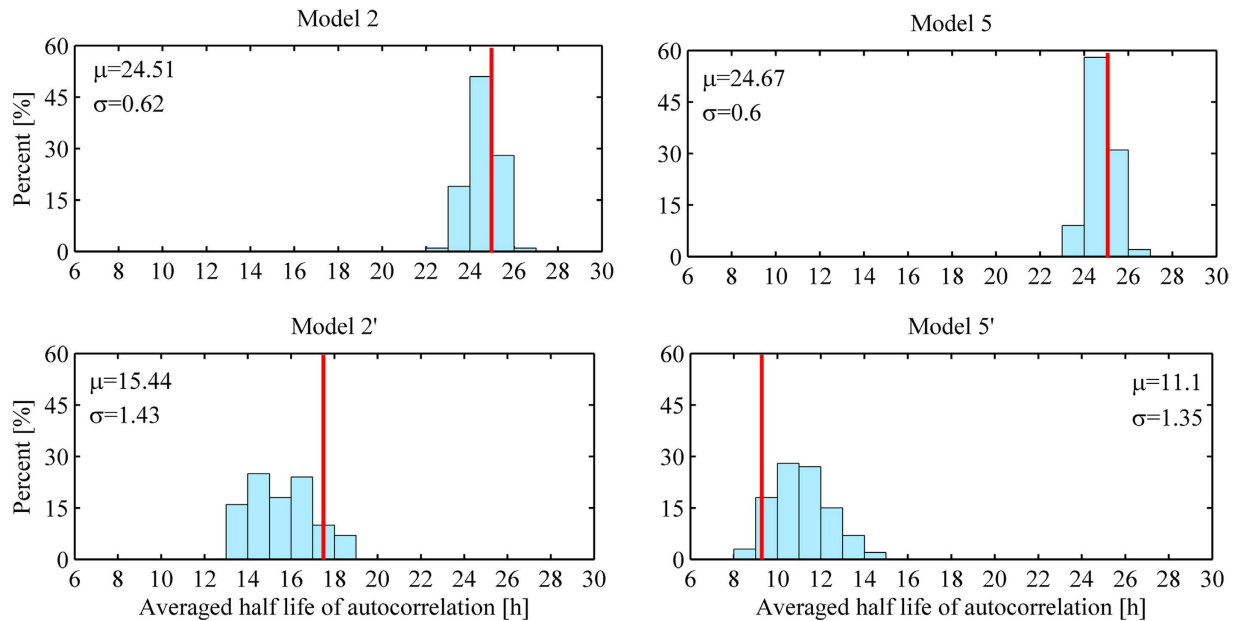 Model 2
60
45
30
15
0
Percent [%]
μ=24.51
σ=0.62
6 8 10 12 14 16 18 20 22 24 26 28 30
Model 5
60
45
30
15
0
μ=24.67
σ=0.6
6 8 10 12 14 16 18 20 22 24 26 28 30
Model 2'
60
45
30
15
0
Percent [%]
μ=15.44
σ=1.43
6 8 10 12 14 16 18 20 22 24 26 28 30
Averaged half life of autocorrelation [h]
Model 5'
60
45
30
15
0
μ=11.1
σ=1.35
6 8 10 12 14 16 18 20 22 24 26 28 30
Averaged half life of autocorrelation [h]